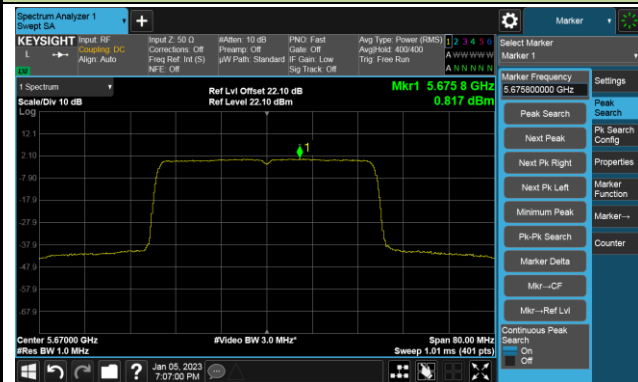 Spectrum Analyzer 1
Swept SA
Marker
KEYSIGHT
L
Input: RF
Coupling: DC
Align: Auto
Input Z: 50 Ω
Corrections: Off
Freq Ref: Int (S)
NFE: Off
#Atten: 10 dB
Preamp: Off
µW Path: Standard
PNO: Fast
Gate: Off
IF Gain: Low
Sig Track: Off
Avg Type: Power (RMS)
Avg|Hold: 400/400
Trig: Free Run
1 2 3 4 5 6
A W W W W W
A N N N N N
1 Spectrum
Scale/Div 10 dB
Log
Ref Lvl Offset 22.10 dB
Ref Level 22.10 dBm
Mkr1 5.675 8 GHz
0.817 dBm
1
12.1
2.10
-7.90
-17.9
-27.9
-37.9
-47.9
-57.9
-67.9
Center 5.67000 GHz
#Res BW 1.0 MHz
#Video BW 3.0 MHz*
Span 80.00 MHz
Sweep 1.01 ms (401 pts)
Select Marker
Marker 1
Marker Frequency
5.675800000 GHz
Peak Search
Next Peak
Next Pk Right
Next Pk Left
Minimum Peak
Pk-Pk Search
Marker Delta
Mkr→CF
Mkr→Ref Lvl
Continuous Peak
Search
On
Off
Settings
Peak
Search
Pk Search
Config
Properties
Marker
Function
Marker→
Counter
?
Jan 05, 2023
7:07:00 PM